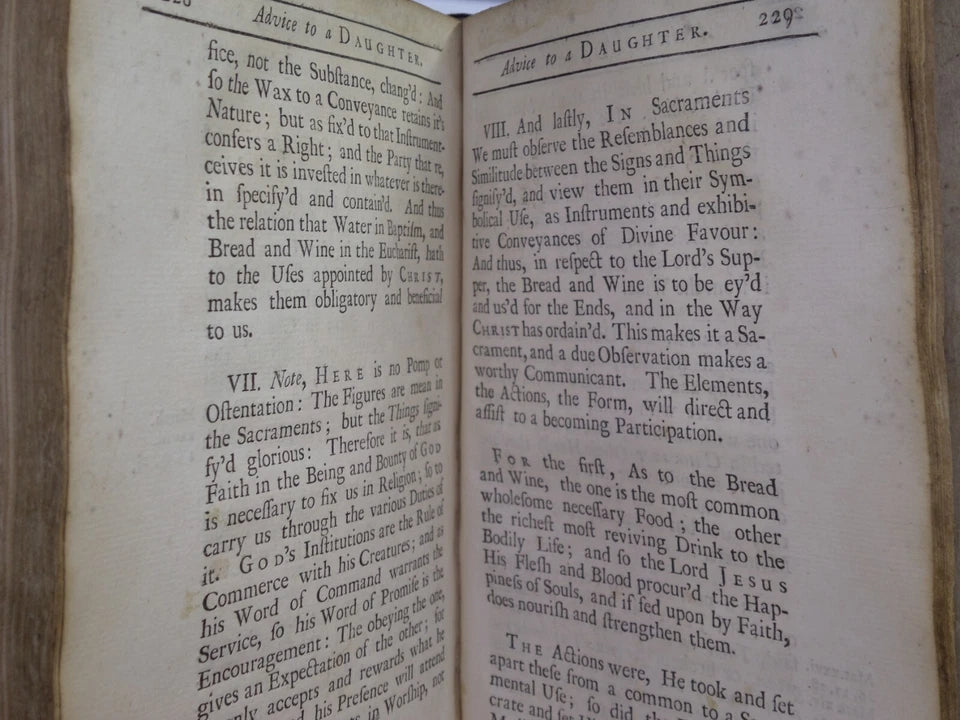 Advice to a DAUGHTER.
fice, not the Subſtance, chang'd: And
ſo the Wax to a Conveyance retains it's
Nature; but as fix'd to that Inſtrument
confers a Right; and the Party that re,
ceives it is inveſted in whatever is there-
in ſpecify'd and contain'd. And thus
the relation that Water in Baptiſm, and
Bread and Wine in the Euchariſt, hath
to the Uſes appointed by CHRIST,
makes them obligatory and beneficial
to us.
VII. Note, HERE is no Pomp or
Oſtentation: The Figures are mean in
the Sacraments; but the Things ſigni-
fy'd glorious: Therefore it is, that as
Faith in the Being and Bounty of GOD
is neceſſary to fix us in Religion; ſo to
carry us through the various Duties of
it. GOD'S Inſtitutions are the Rule of
Commerce with his Creatures; and as
his Word of Command warrants the
Service, ſo his Word of Promiſe is the
Encouragement: The obeying the one,
gives an Expectation of the other; for
accepts and rewards what he
his Preſence will attend
in Worſhip, not
Advice to a DAUGHTER. 229
VIII. And laſtly, IN Sacraments
We muſt obſerve the Reſemblances and
Similitude between the Signs and Things
ſignify'd, and view them in their Sym-
bolical Uſe, as Inſtruments and exhibi-
tive Conveyances of Divine Favour:
And thus, in reſpect to the Lord's Sup-
per, the Bread and Wine is to be ey'd
and us'd for the Ends, and in the Way
CHRIST has ordain'd. This makes it a Sa-
crament, and a due Obſervation makes a
worthy Communicant. The Elements,
the Actions, the Form, will direct and
aſſiſt to a becoming Participation.
FOR the firſt, As to the Bread
and Wine, the one is the moſt common
wholeſome neceſſary Food; the other
the richeſt moſt reviving Drink to the
Bodily Life; and ſo the Lord JESUS
His Fleſh and Blood procur'd the Hap-
pineſs of Souls, and if fed upon by Faith,
does nouriſh and ſtrengthen them.
THE Actions were, He took and ſet
apart theſe from a common to a
mental Uſe; ſo did the
crate and ſet